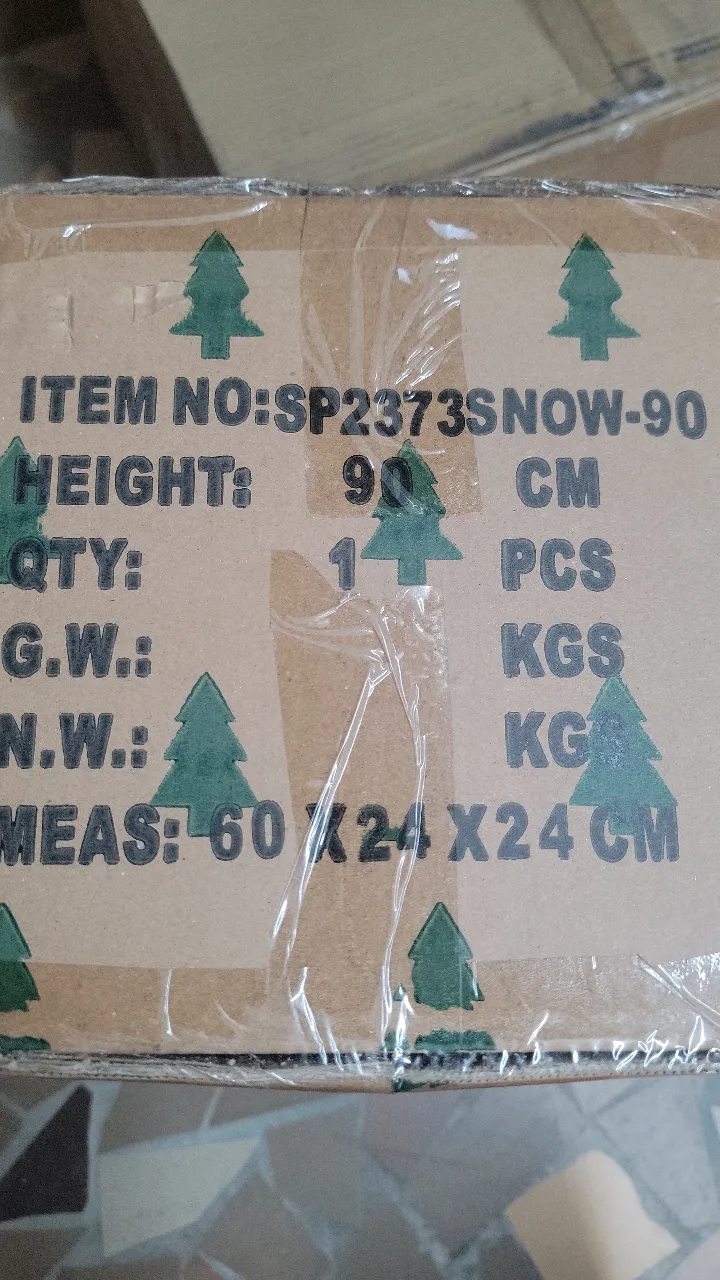 ITEM NO:SP2373SNOW-90
HEIGHT: 90 CM
QTY: 1 PCS
G.W.: KGS
N.W.: KGS
MEAS: 60 X 24 X 24 CM